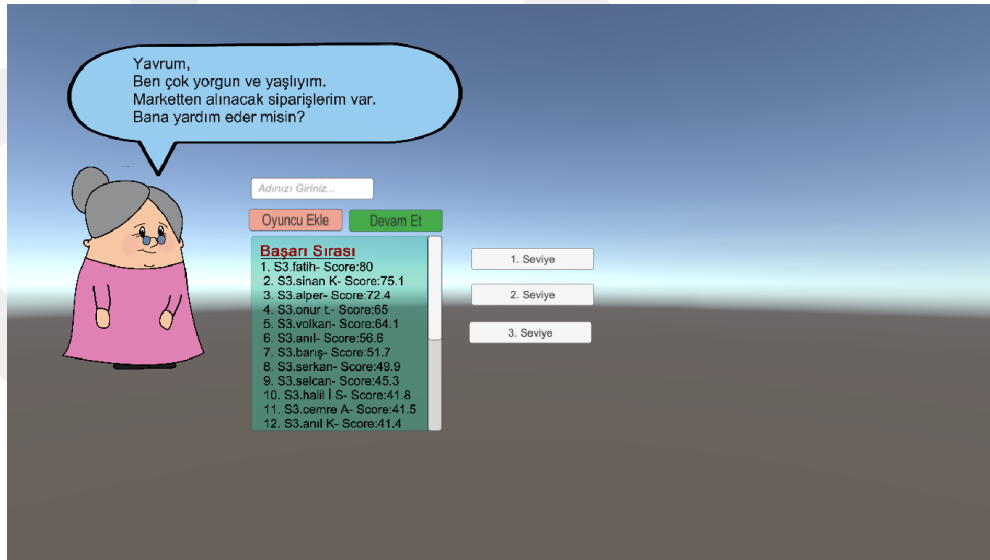 Yavrum,
Ben çok yorgun ve yaşlıyım.
Marketten alınacak siparişlerim var.
Bana yardım eder misin?
Adınızı Giriniz...
Oyuncu Ekle
Devam Et
Başarı Sırası
1. S3.fatih- Score:80
2. S3.sinan K- Score:75.1
3. S3.alper- Score:72.4
4. S3.onur t.- Score:65
5. S3.volkan- Score:64.1
6. S3.anıl- Score:56.6
7. S3.barış- Score:51.7
8. S3.serkan- Score:49.9
9. S3.selcan- Score:45.3
10. S3.halil İ S- Score:41.8
11. S3.cemre A- Score:41.5
12. S3.anıl K- Score:41.4
1. Seviye
2. Seviye
3. Seviye